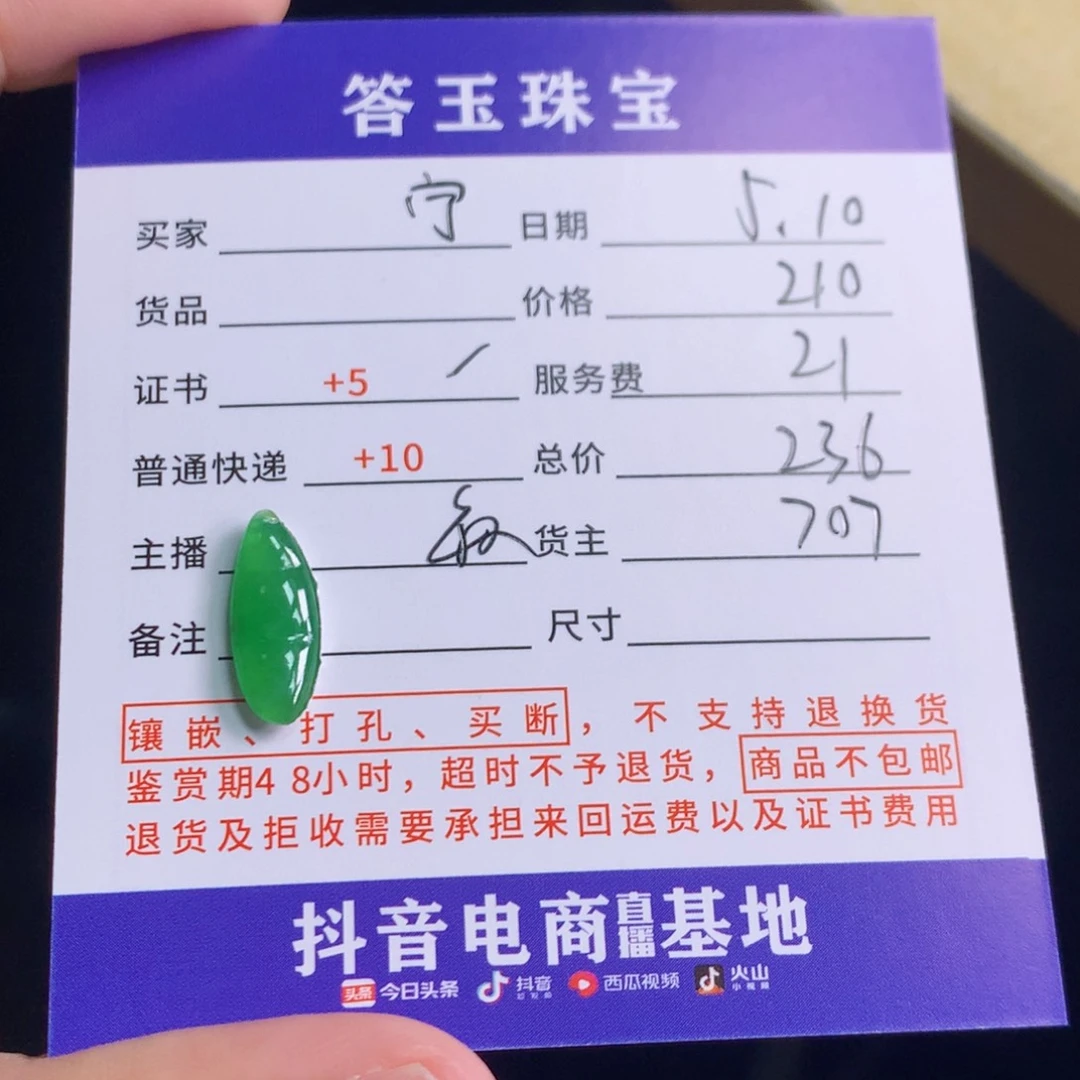 答玉珠宝
买家 宁 日期 5.10
货品 价格 210
证书 +5 服务费 21
普通快递 +10 总价 236
主播 敏 货主 707
备注 尺寸
镶嵌、打孔、买断，不支持退换货
鉴赏期48小时，超时不予退货，商品不包邮
退货及拒收需要承担来回运费以及证书费用
抖音电商直播基地
头条 今日头条 抖音 西瓜视频 火山小视频